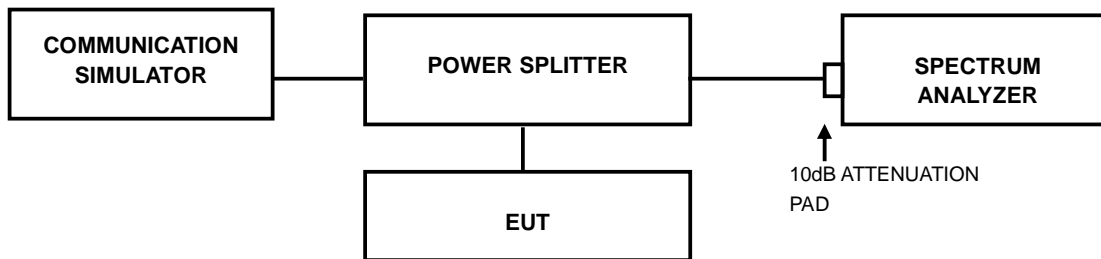 COMMUNICATION
SIMULATOR
POWER SPLITTER
SPECTRUM
ANALYZER
10dB ATTENUATION
PAD
EUT